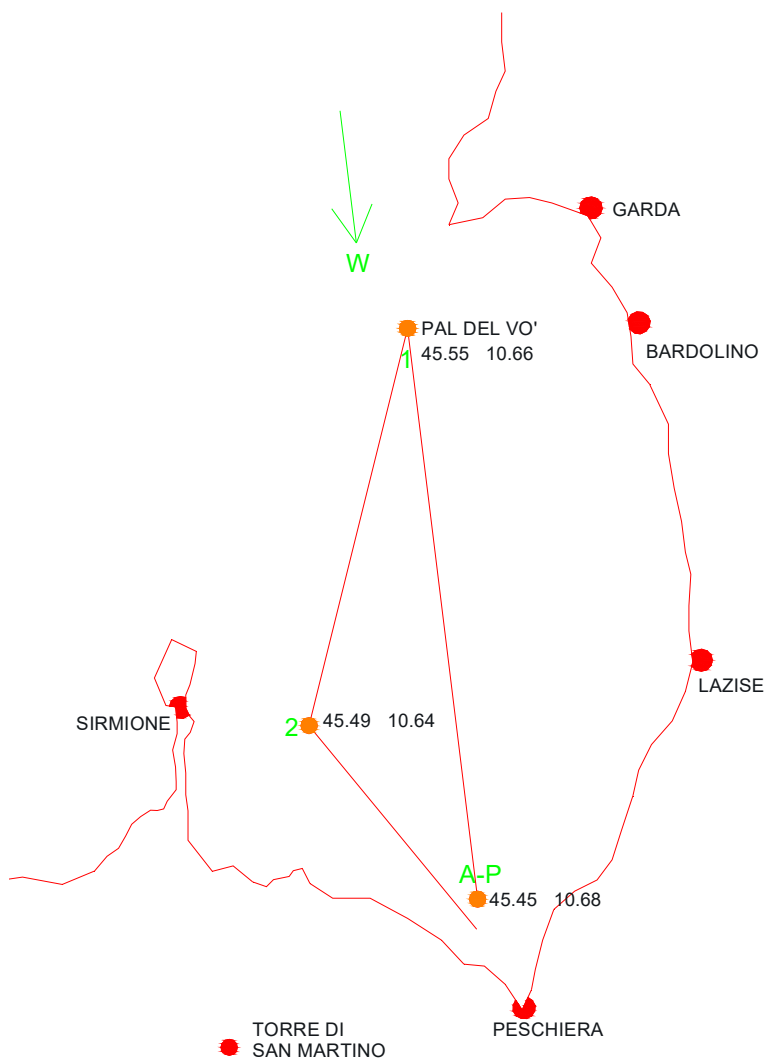 GARDA
W
PAL DEL VO'
1 45.55 10.66
BARDOLINO
LAZISE
SIRMIONE
2 45.49 10.64
A-P
45.45 10.68
PESCHIERA
TORRE DI
SAN MARTINO